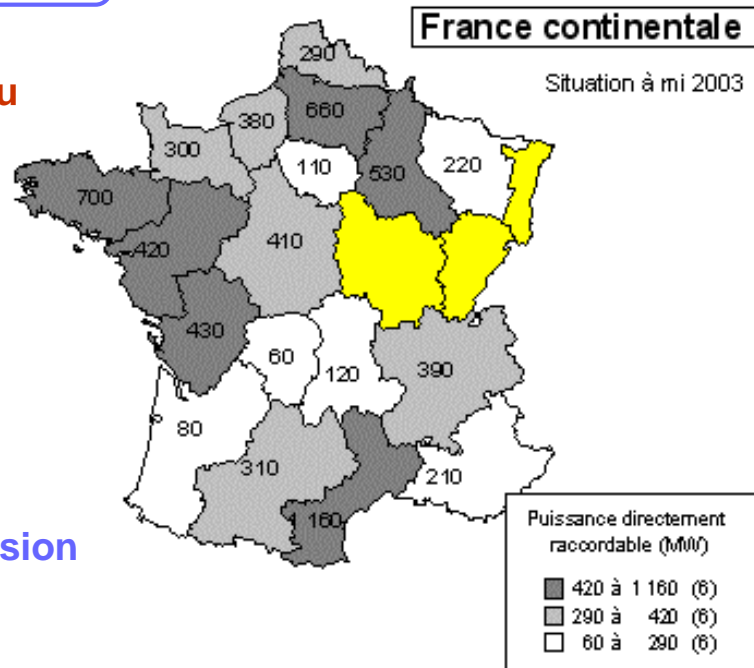 France continentale
Situation à mi 2003
u
290
660
380
300
110
530
220
700
420
410
430
60
120
390
80
310
210
1 160
sion
Puissance directement
raccordable (MW)
420 à 1 160 (6)
290 à 420 (6)
60 à 290 (6)